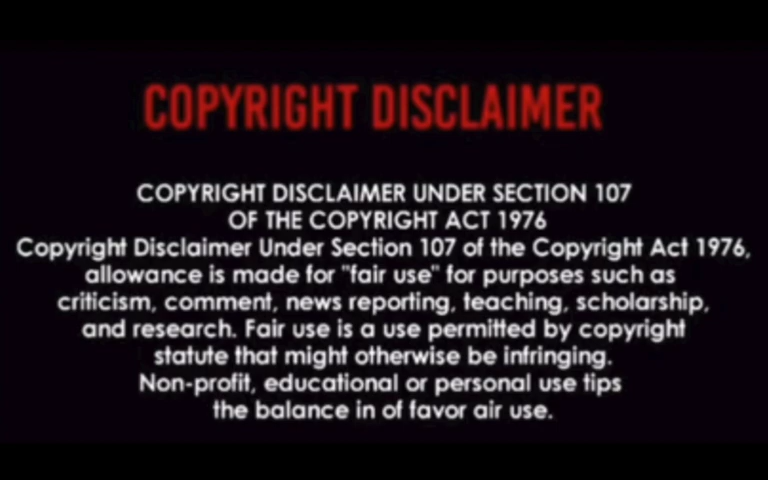 COPYRIGHT DISCLAIMER
COPYRIGHT DISCLAIMER UNDER SECTION 107
OF THE COPYRIGHT ACT 1976
Copyright Disclaimer Under Section 107 of the Copyright Act 1976,
allowance is made for "fair use" for purposes such as
criticism, comment, news reporting, teaching, scholarship,
and research. Fair use is a use permitted by copyright
statute that might otherwise be infringing.
Non-profit, educational or personal use tips
the balance in of favor air use.